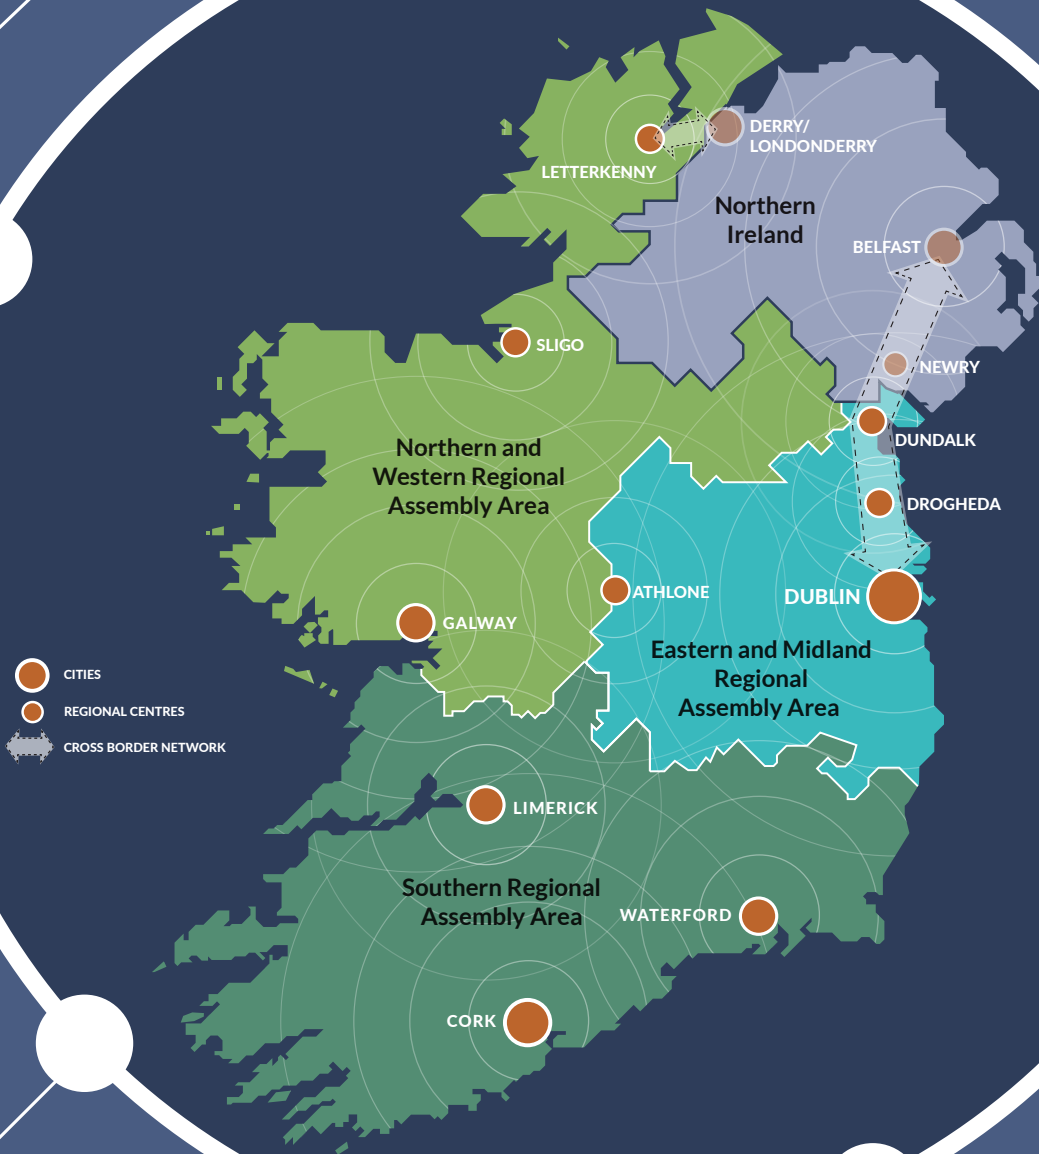 DERRY/
LONDONDERRY
LETTERKENNY
Northern
Ireland
BELFAST
SLIGO
NEWRY
DUNDALK
Northern and
Western Regional
Assembly Area
DROGHEDA
ATHLONE
DUBLIN
GALWAY
Eastern and Midland
Regional
Assembly Area
CITIES
REGIONAL CENTRES
CROSS BORDER NETWORK
LIMERICK
Southern Regional
Assembly Area
WATERFORD
CORK